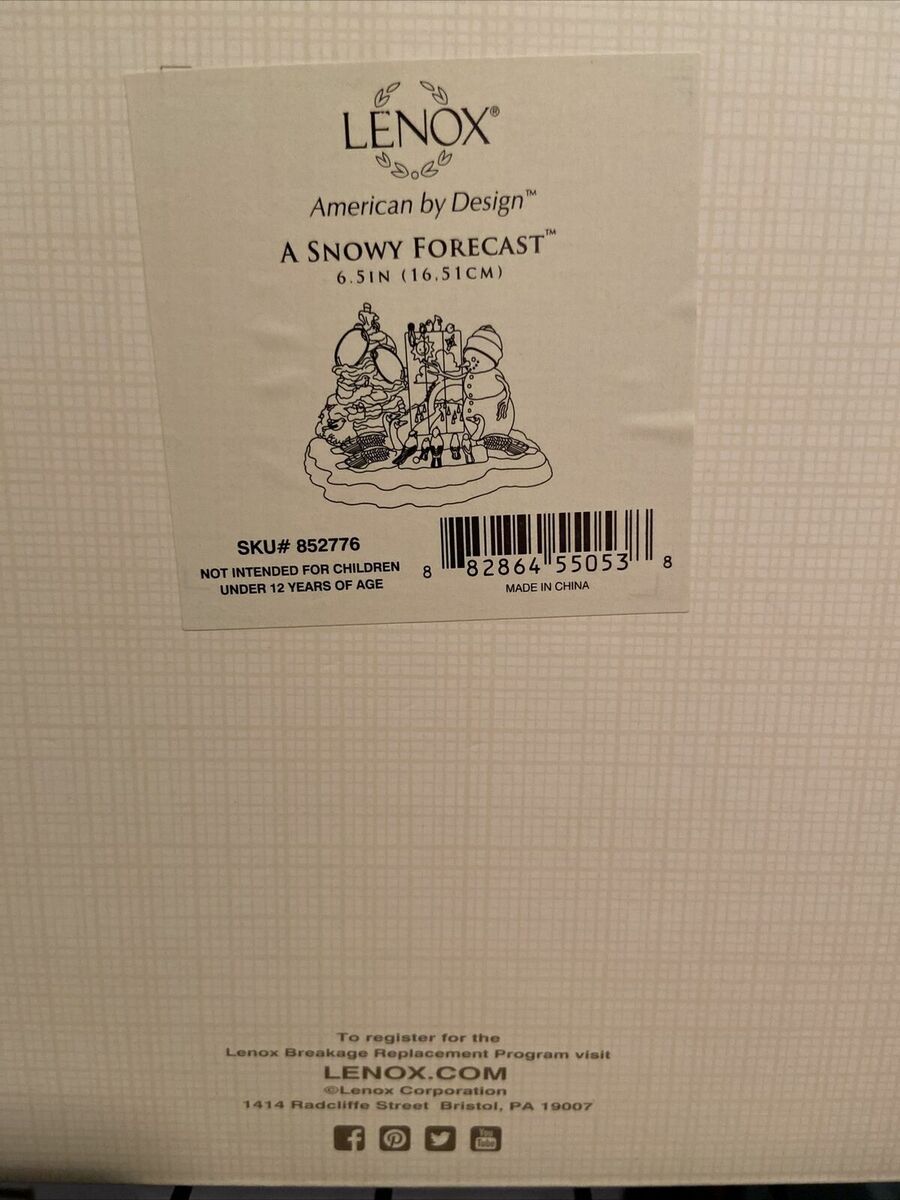 LENOX®
American by Design™
A SNOWY FORECAST™
6.5IN (16.51CM)
SKU# 852776
NOT INTENDED FOR CHILDREN
UNDER 12 YEARS OF AGE
8 82864 55053 8
MADE IN CHINA
To register for the
Lenox Breakage Replacement Program visit
LENOX.COM
©Lenox Corporation
1414 Radcliffe Street Bristol, PA 19007
You
Tube